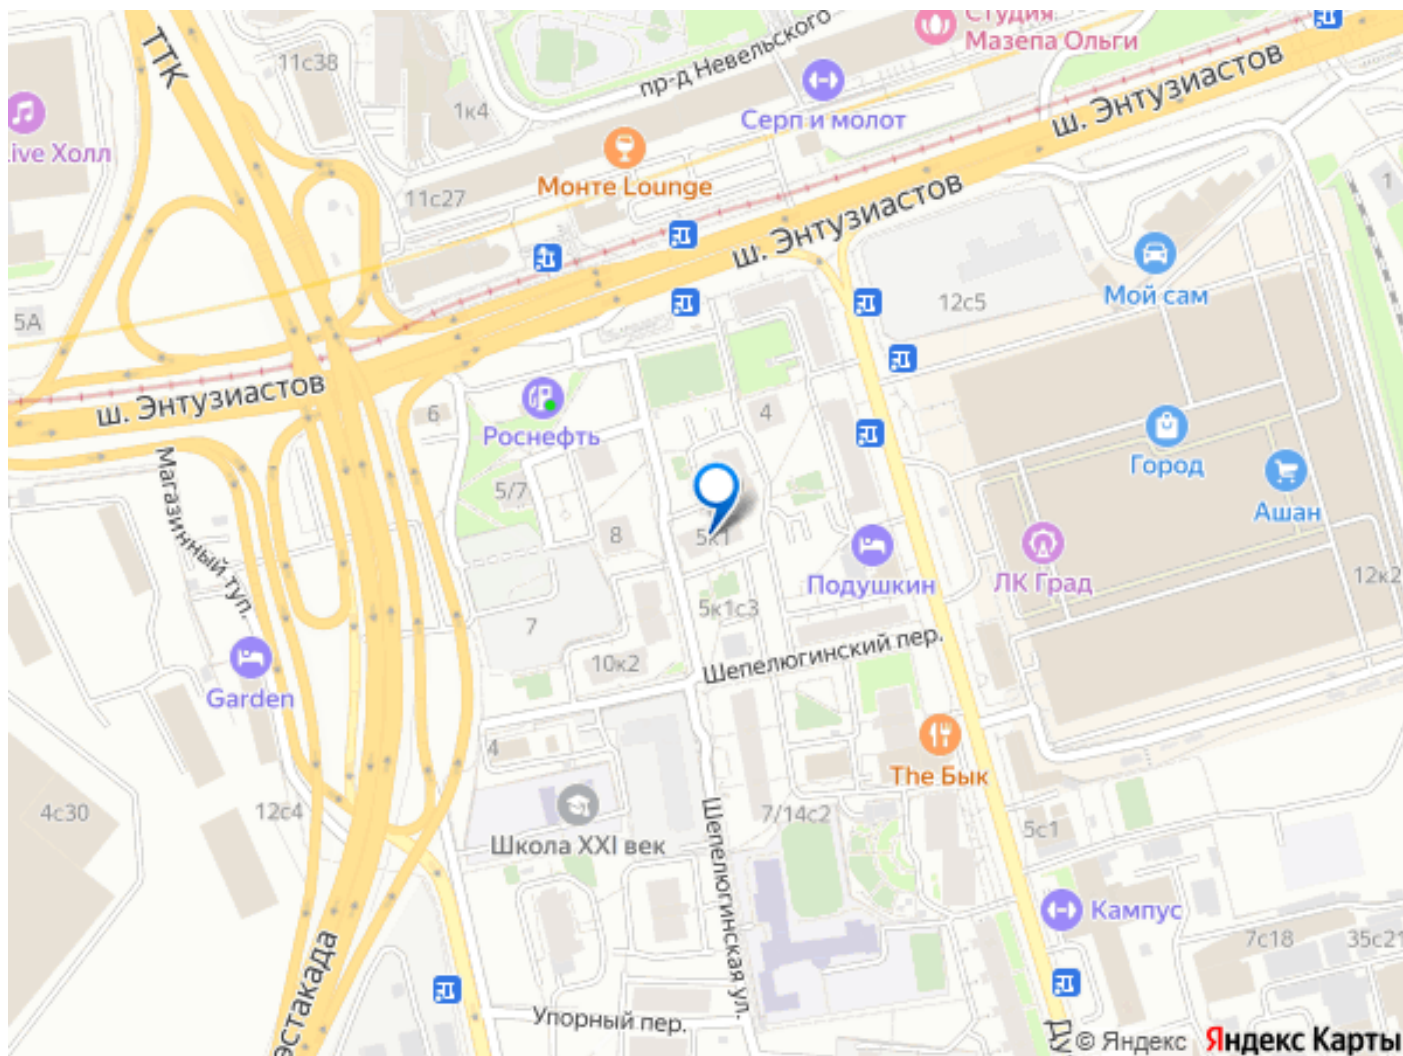 Студия
Мазепа Ольги
ТТК
11с38
пр-д Невельского
1к4
Серп и молот
ш. Энтузиастов
Live Холл
Монте Lounge
11с27
1
ш. Энтузиастов
Мой сам
12с5
5А
ш. Энтузиастов
6
Роснефть
4
Город
Ашан
Магазинный туп.
5/7
8
5к1
Подушкин
ЛК Град
12к2
5к1с3
7
Шепелюгинский пер.
10к2
Garden
4
The Бык
4с30
12с4
Школа XXI век
7/14с2
5с1
Шепелюгинская ул.
Кампус
7с18
35с21
эстакада
Упорный пер.
Ду
© Яндекс Яндекс Карты